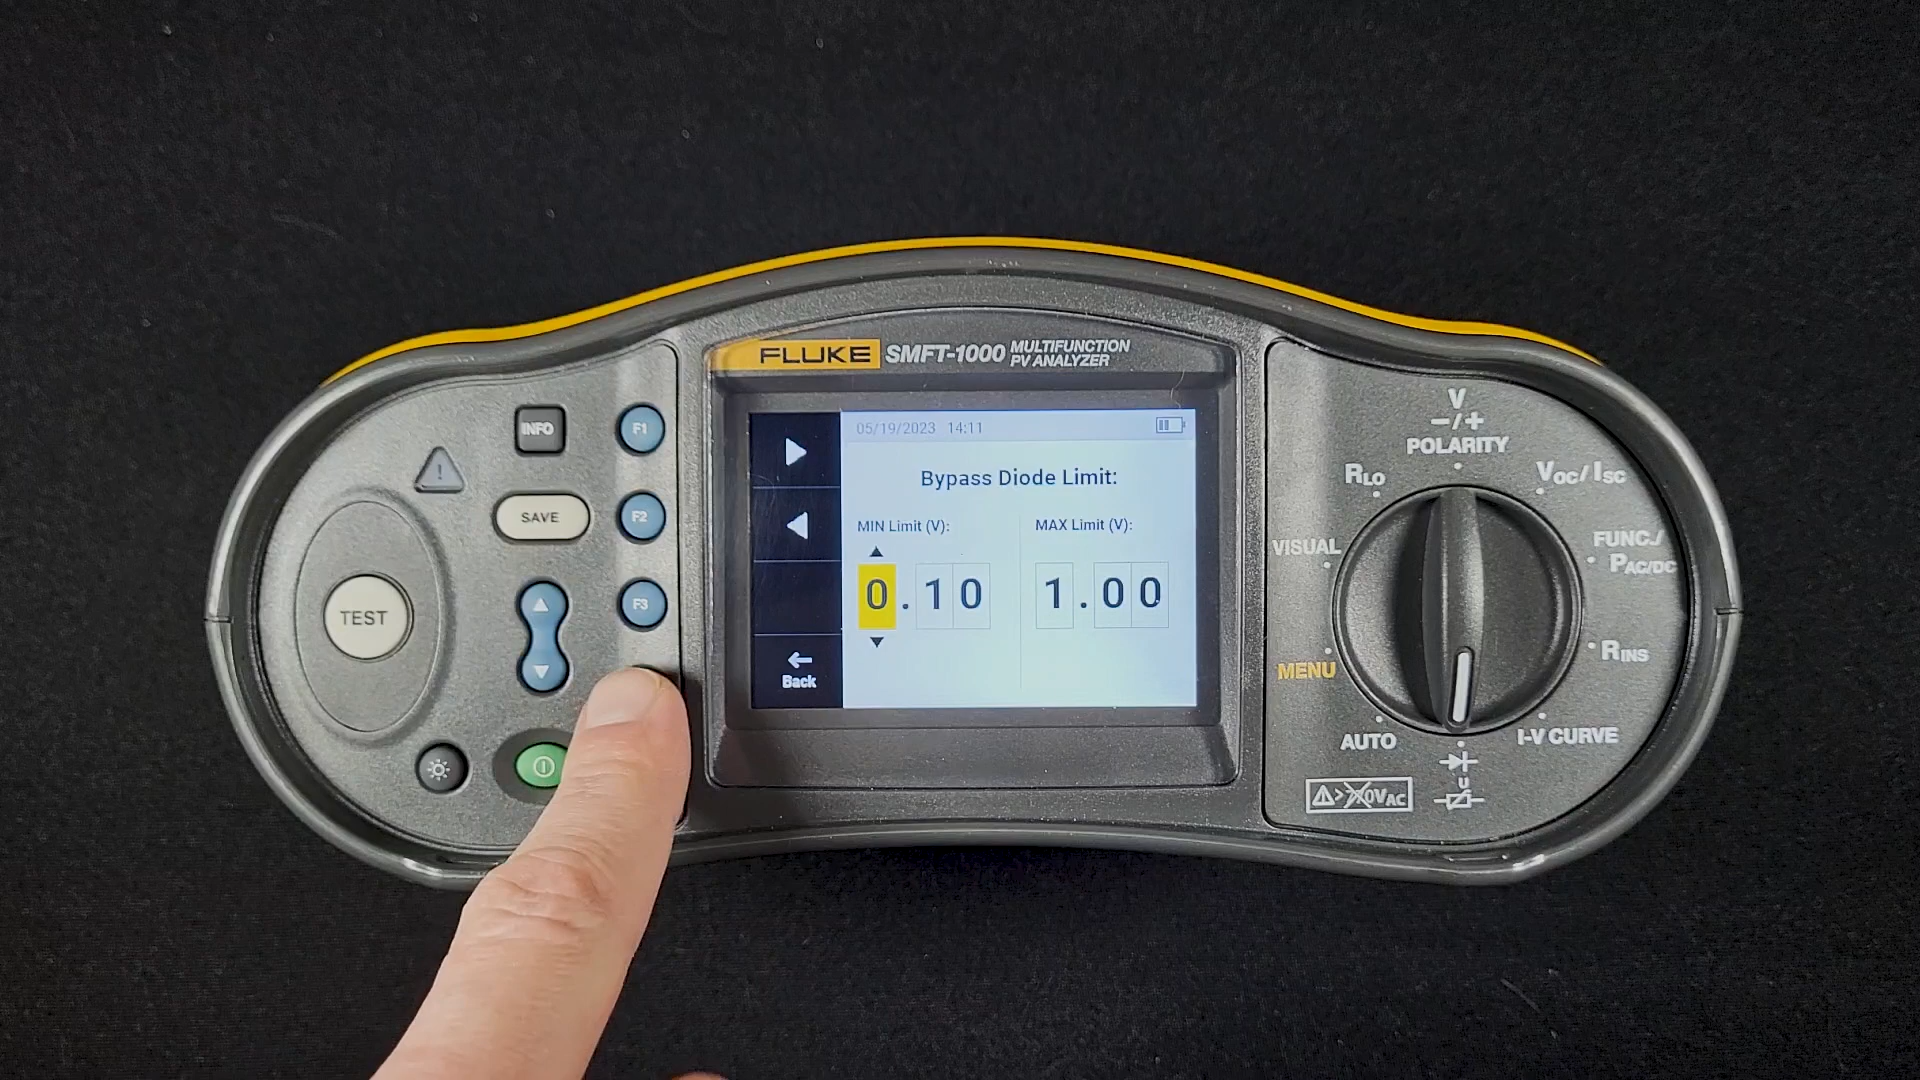 FLUKE SMFT-1000 MULTIFUNCTION
PV ANALYZER
INFO
F1
SAVE
F2
F3
TEST
05/19/2023 14:11
Bypass Diode Limit:
MIN Limit (V):
MAX Limit (V):
0.10
1.00
Back
V
-/+
POLARITY
RLO
VOC/ISC
VISUAL
FUNC./
PAC/DC
MENU
RINS
AUTO
I-V CURVE
U